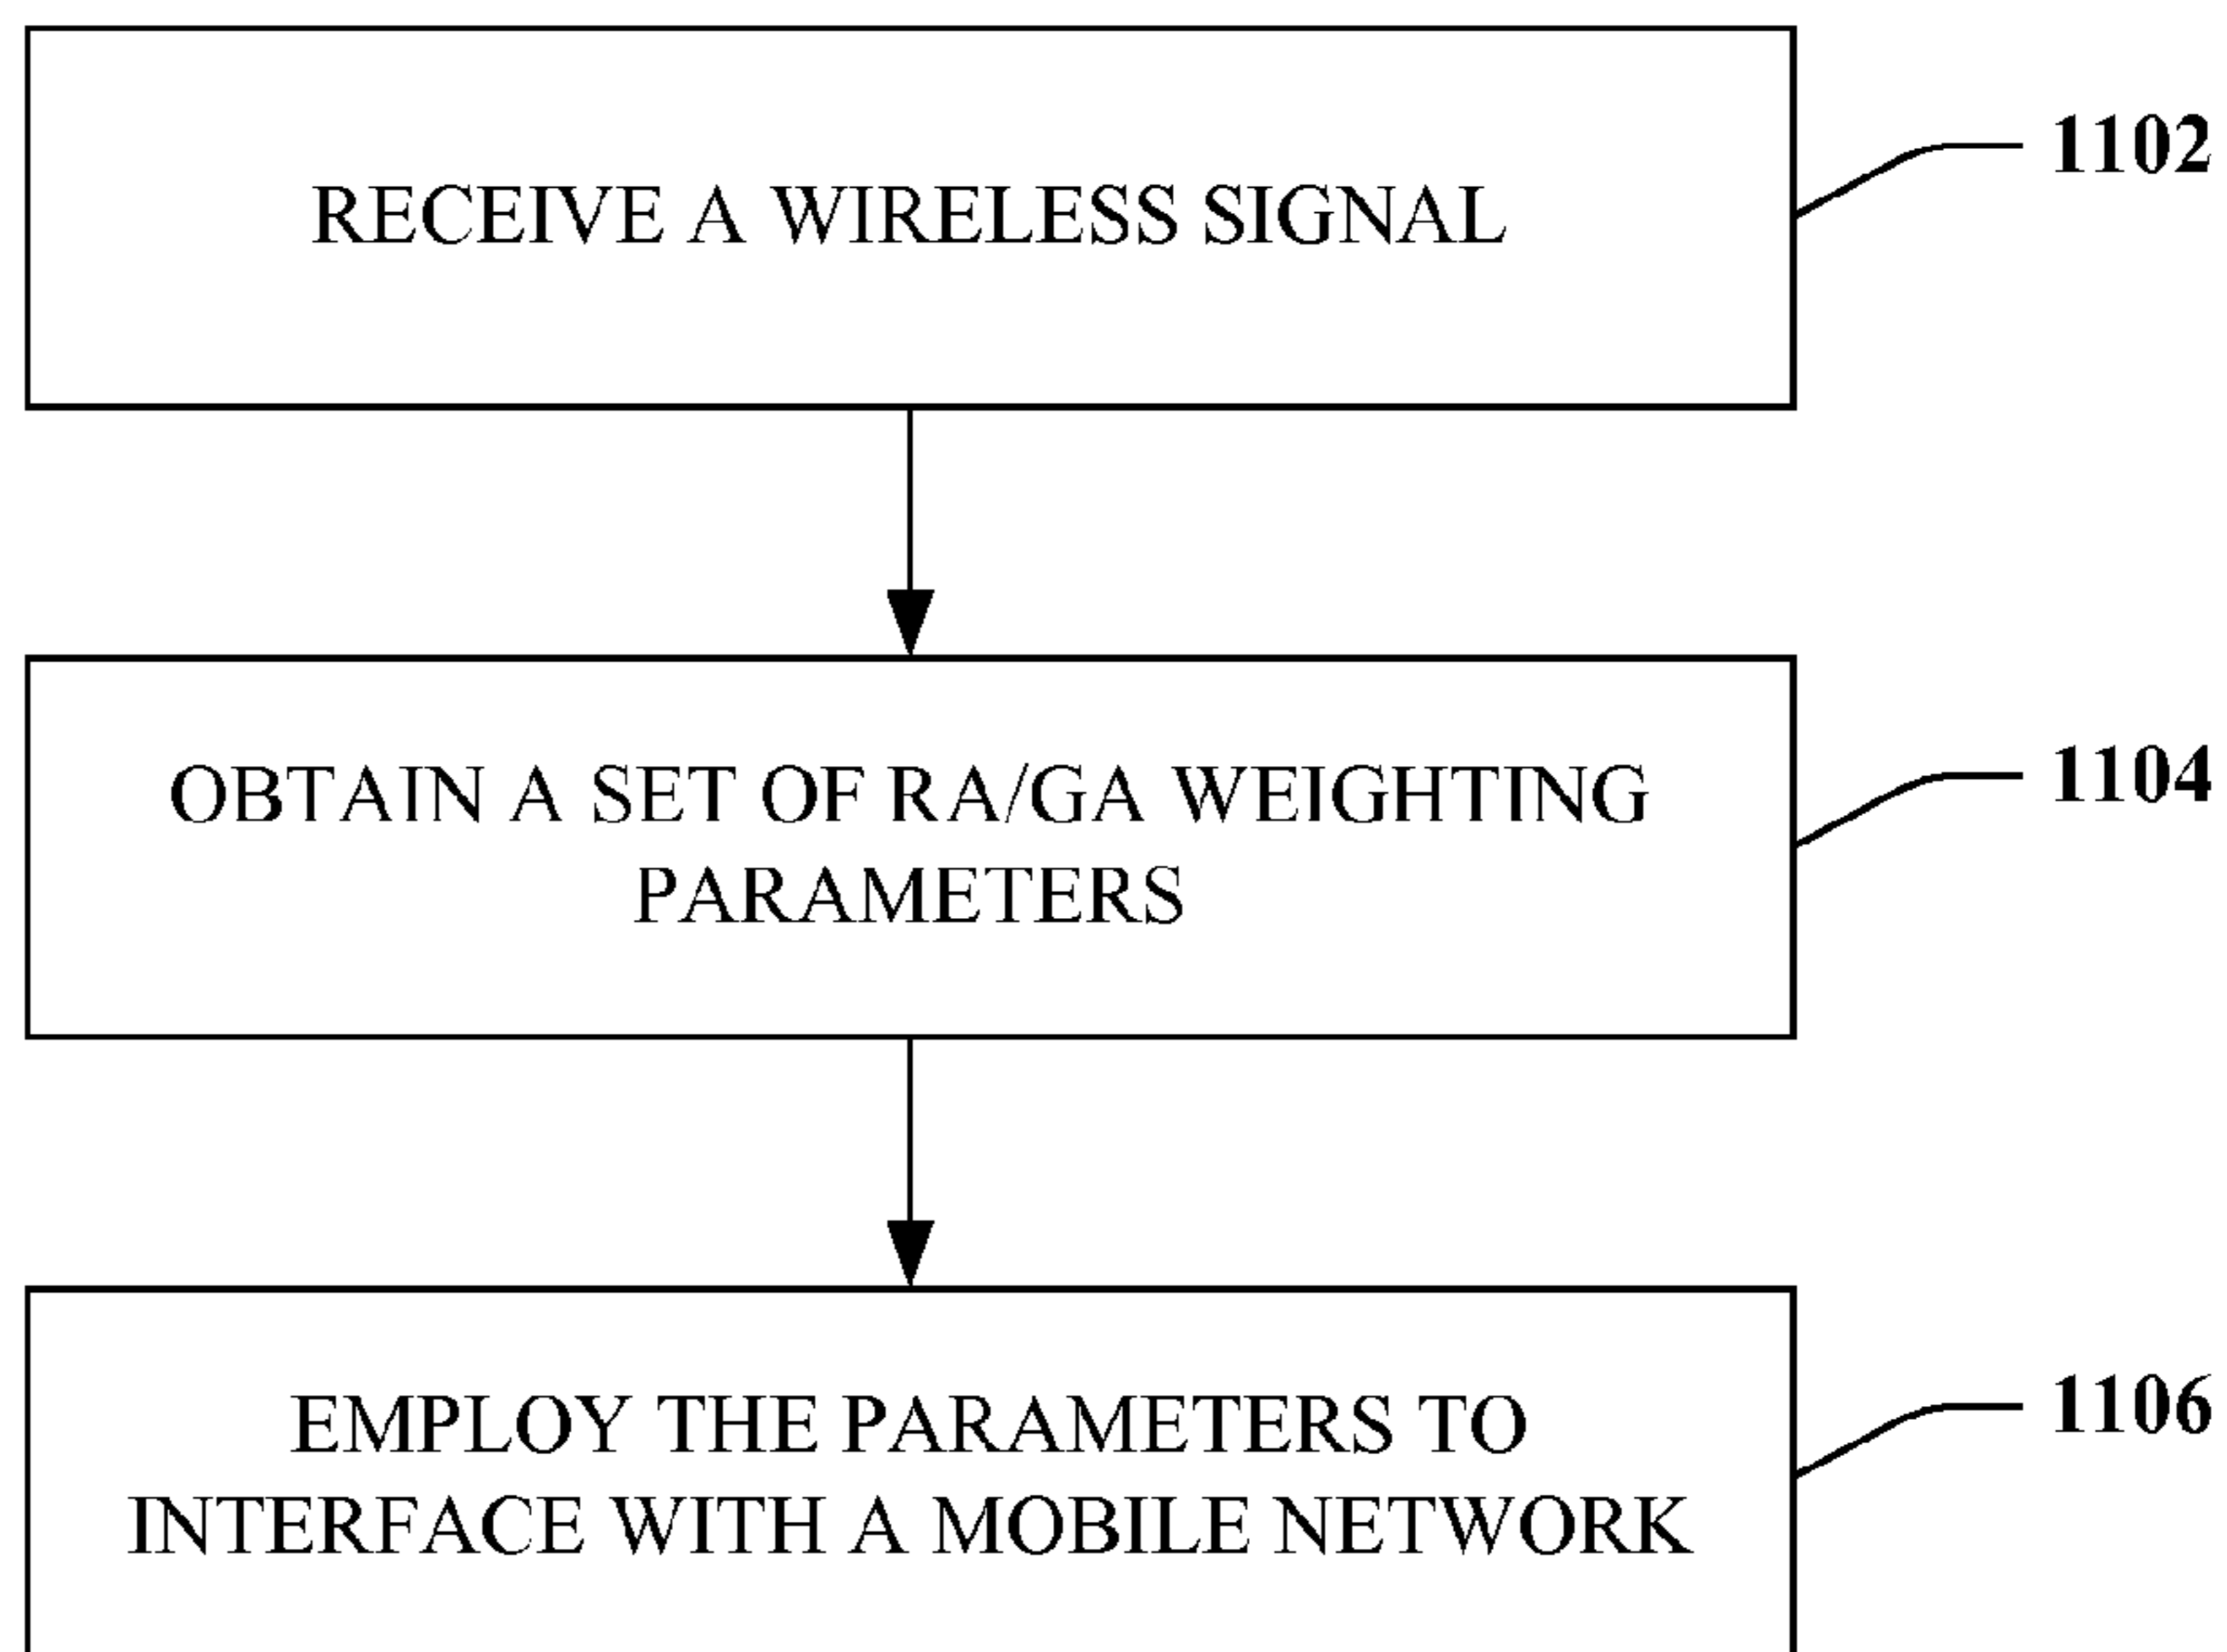 RECEIVE A WIRELESS SIGNAL
1102
OBTAIN A SET OF RA/GA WEIGHTING
PARAMETERS
1104
EMPLOY THE PARAMETERS TO
INTERFACE WITH A MOBILE NETWORK
1106